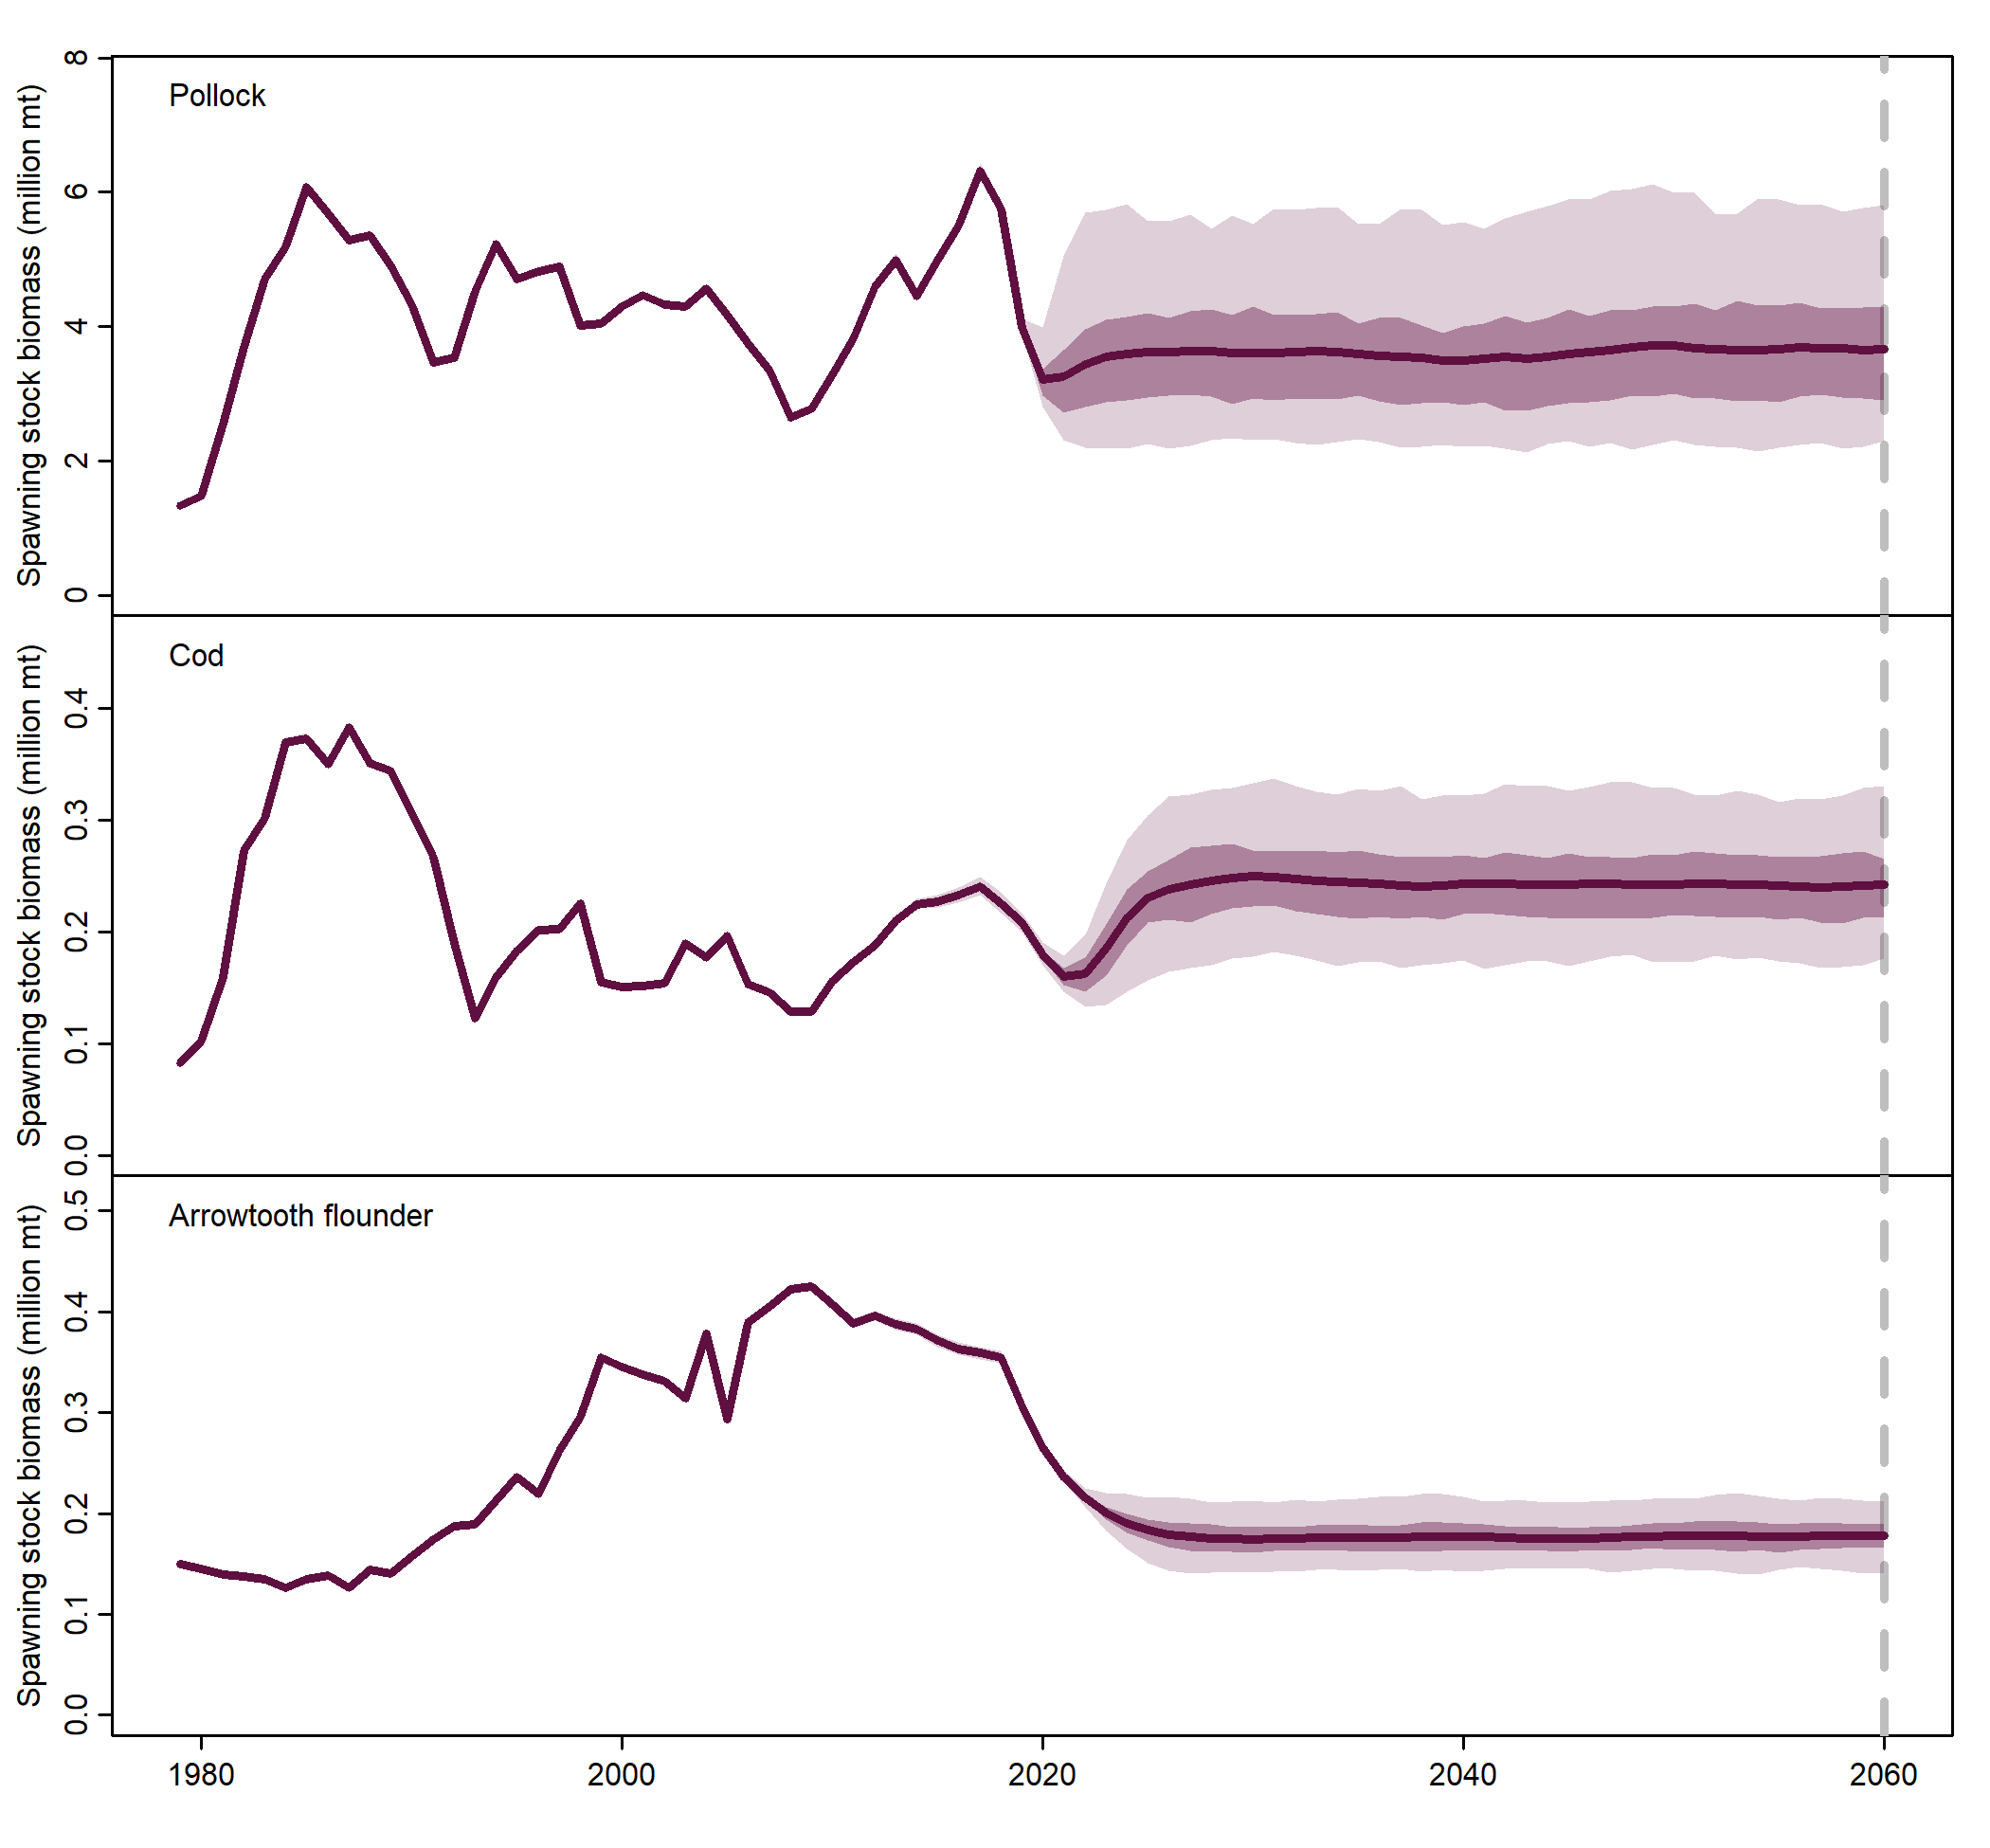 Pollock
Spawning stock biomass (million mt)
8
6
4
2
0
Cod
Spawning stock biomass (million mt)
0.4
0.3
0.2
0.1
0.0
Arrowtooth flounder
Spawning stock biomass (million mt)
0.5
0.4
0.3
0.2
0.1
0.0
1980 2000 2020 2040 2060